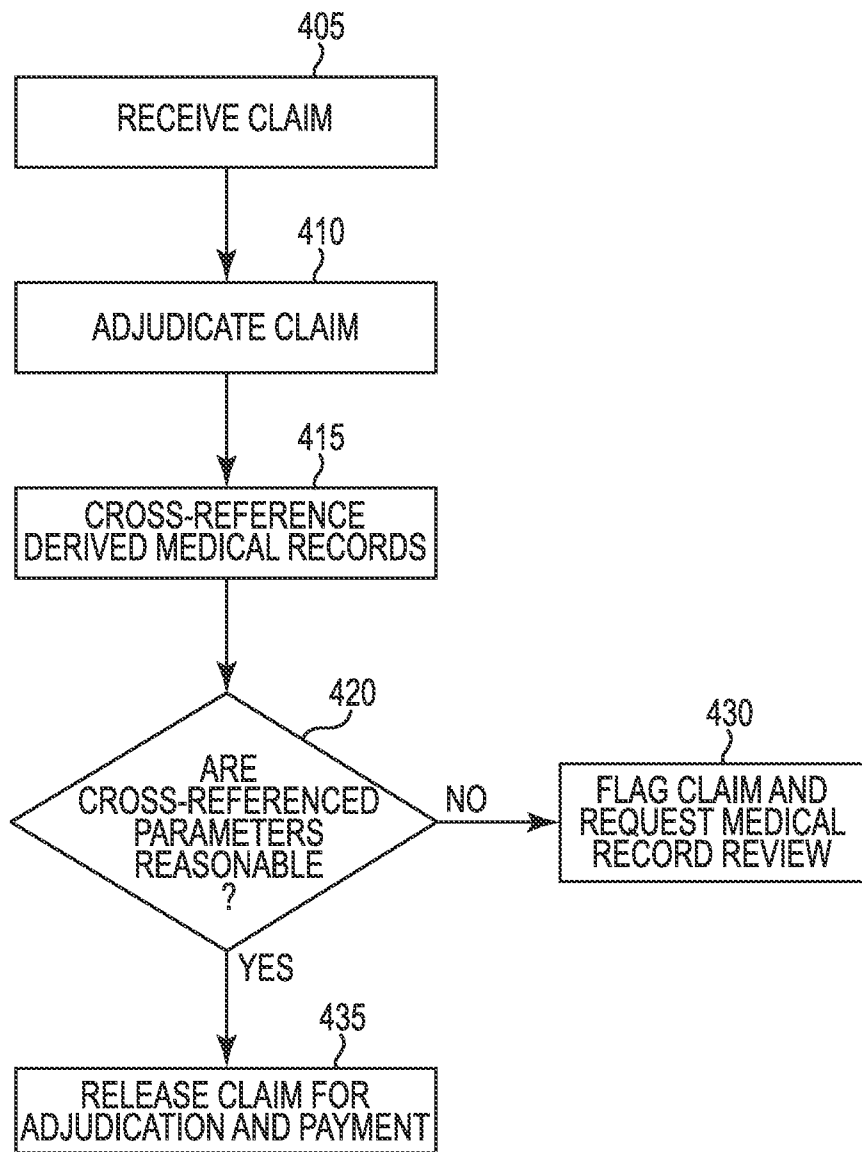 405
RECEIVE CLAIM
410
ADJUDICATE CLAIM
415
CROSS-REFERENCE
DERIVED MEDICAL RECORDS
420
ARE
CROSS-REFERENCED
PARAMETERS
REASONABLE
?
NO
430
FLAG CLAIM AND
REQUEST MEDICAL
RECORD REVIEW
YES
435
RELEASE CLAIM FOR
ADJUDICATION AND PAYMENT